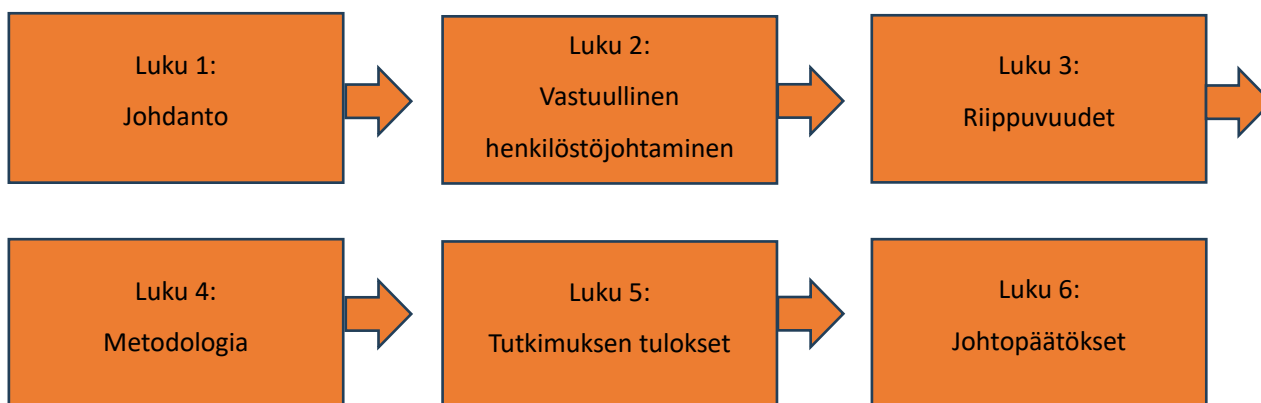 Luku 1:
Johdanto
Luku 2:
Vastuullinen
henkilöstöjohtaminen
Luku 3:
Riippuvuudet
Luku 4:
Metodologia
Luku 5:
Tutkimuksen tulokset
Luku 6:
Johtopäätökset